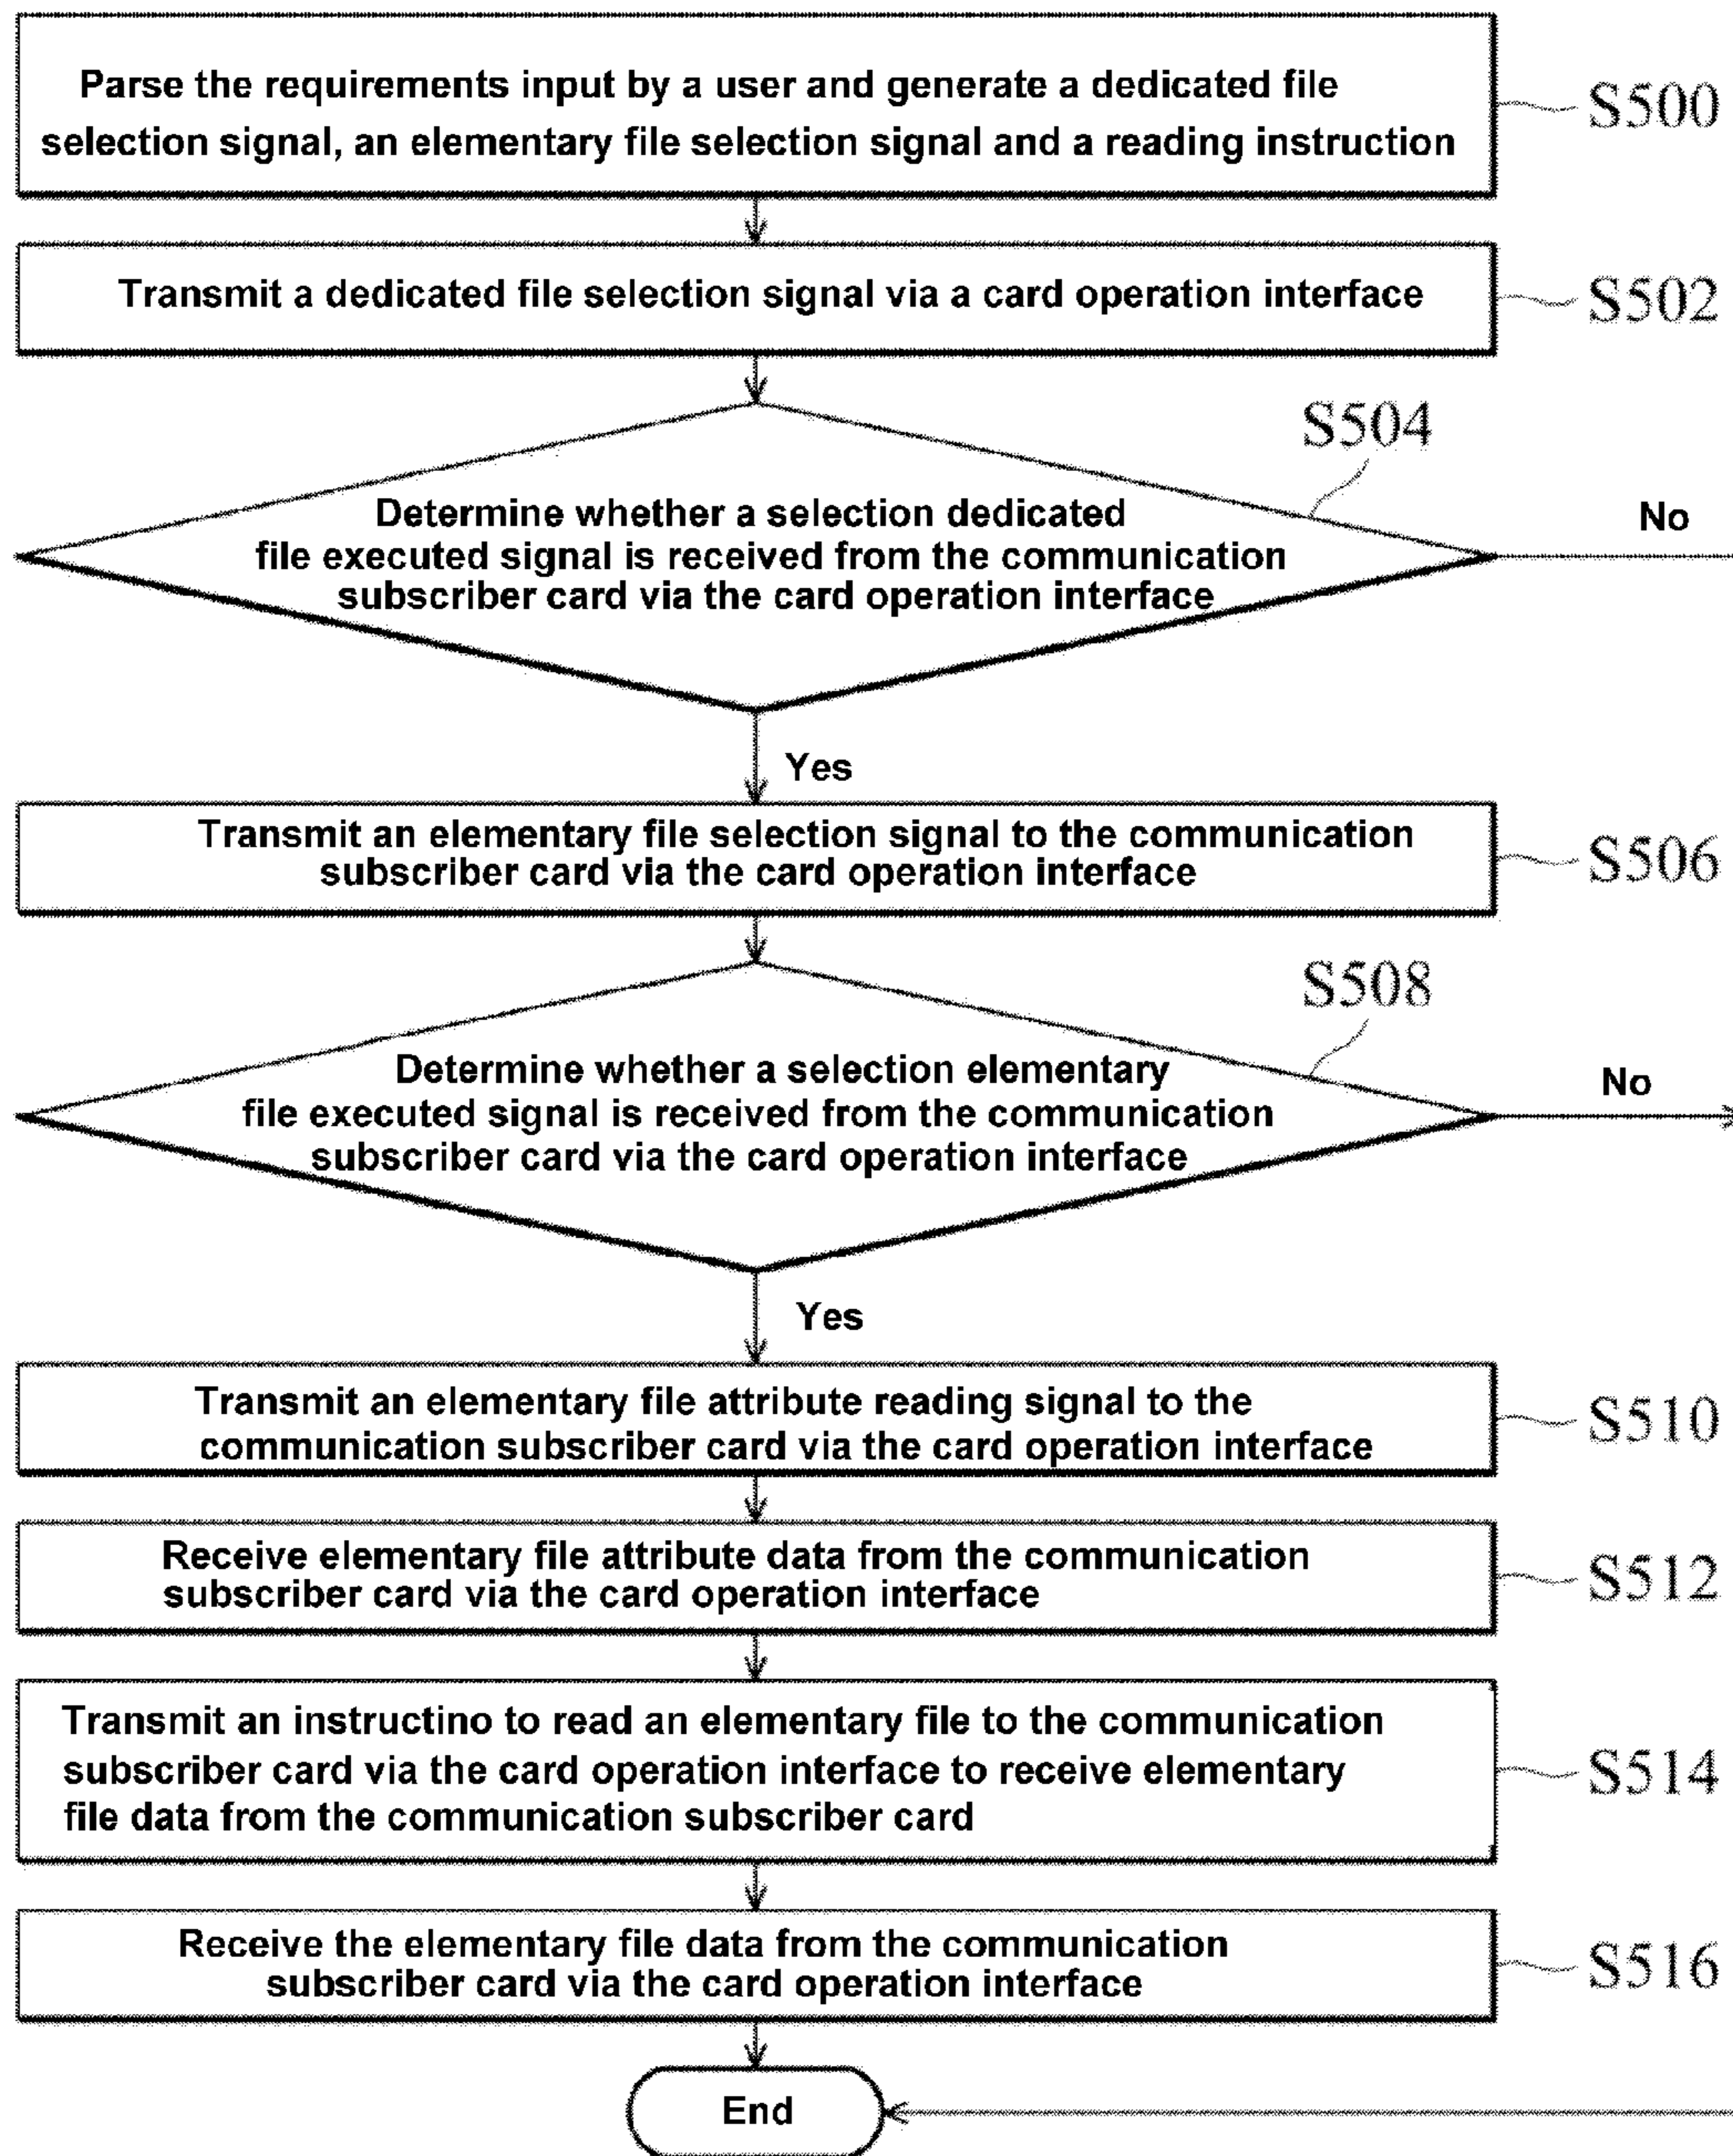 Parse the requirements input by a user and generate a dedicated file
selection signal, an elementary file selection signal and a reading instruction
S500
Transmit a dedicated file selection signal via a card operation interface
S502
S504
Determine whether a selection dedicated
file executed signal is received from the communication
subscriber card via the card operation interface
No
Yes
Transmit an elementary file selection signal to the communication
subscriber card via the card operation interface
S506
S508
Determine whether a selection elementary
file executed signal is received from the communication
subscriber card via the card operation interface
No
Yes
Transmit an elementary file attribute reading signal to the
communication subscriber card via the card operation interface
S510
Receive elementary file attribute data from the communication
subscriber card via the card operation interface
S512
Transmit an instructino to read an elementary file to the communication
subscriber card via the card operation interface to receive elementary
file data from the communication subscriber card
S514
Receive the elementary file data from the communication
subscriber card via the card operation interface
S516
End